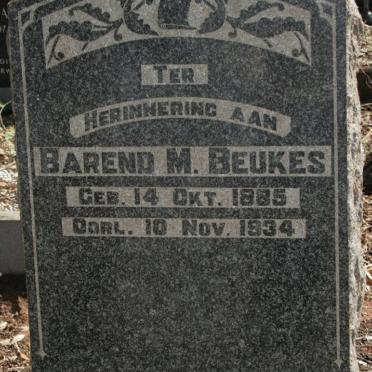 TER
HERINNERING AAN
BAREND M. BEUKES
GEB. 14 OKT. 1885
OORL. 10 NOV. 1934